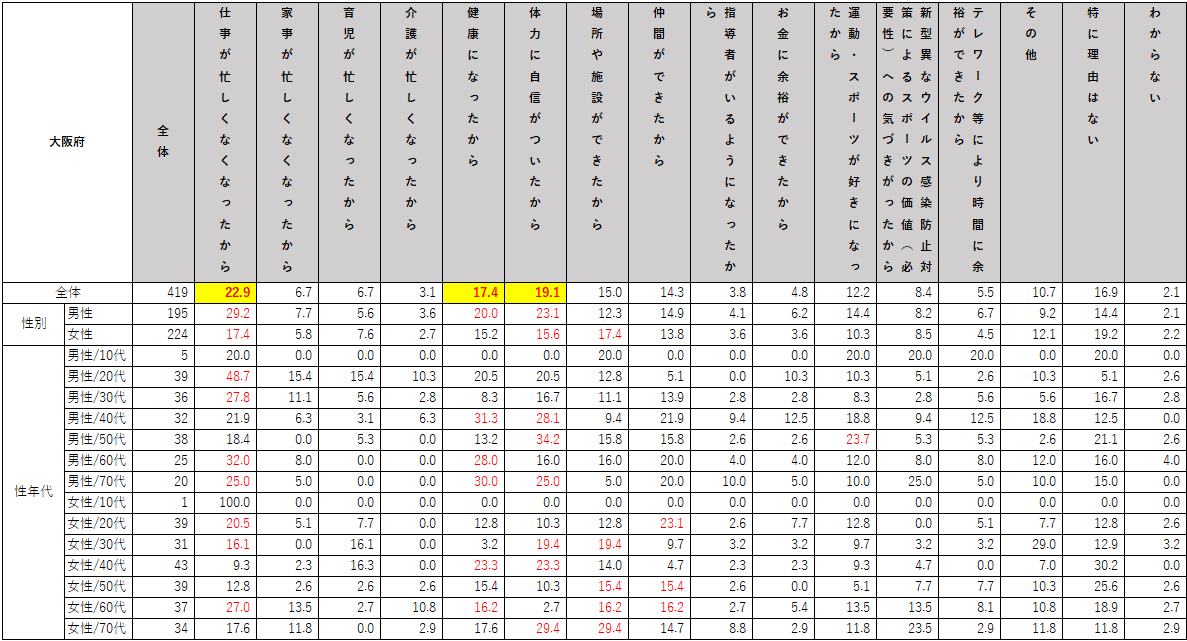 大阪府
全体
仕事が忙しくなくなったから
家事が忙しくなくなったから
育児が忙しくなくなったから
介護が忙しくなくなったから
健康になったから
体力に自信がついたから
場所や施設ができたから
仲間ができたから
指導者がいるようになったか
ら
お金に余裕ができたから
運動・スポーツが好きになっ
たから
新型異なウイルス感染防止対
策によるスポーツの価値（必
要性）への気づきがったから
テレワーク等により時間に余
裕ができたから
その他
特に理由はない
わからない
全体 419 22.9 6.7 6.7 3.1 17.4 19.1 15.0 14.3 3.8 4.8 12.2 8.4 5.5 10.7 16.9 2.1
性別
男性 195 29.2 7.7 5.6 3.6 20.0 23.1 12.3 14.9 4.1 6.2 14.4 8.2 6.7 9.2 14.4 2.1
女性 224 17.4 5.8 7.6 2.7 15.2 15.6 17.4 13.8 3.6 3.6 10.3 8.5 4.5 12.1 19.2 2.2
性年代
男性/10代 5 20.0 0.0 0.0 0.0 0.0 0.0 20.0 0.0 0.0 0.0 20.0 20.0 20.0 0.0 20.0 0.0
男性/20代 39 48.7 15.4 15.4 10.3 20.5 20.5 12.8 5.1 0.0 10.3 10.3 5.1 2.6 10.3 5.1 2.6
男性/30代 36 27.8 11.1 5.6 2.8 8.3 16.7 11.1 13.9 2.8 2.8 8.3 2.8 5.6 5.6 16.7 2.8
男性/40代 32 21.9 6.3 3.1 6.3 31.3 28.1 9.4 21.9 9.4 12.5 18.8 9.4 12.5 18.8 12.5 0.0
男性/50代 38 18.4 0.0 5.3 0.0 13.2 34.2 15.8 15.8 2.6 2.6 23.7 5.3 5.3 2.6 21.1 2.6
男性/60代 25 32.0 8.0 0.0 0.0 28.0 16.0 16.0 20.0 4.0 4.0 12.0 8.0 8.0 12.0 16.0 4.0
男性/70代 20 25.0 5.0 0.0 0.0 30.0 25.0 5.0 20.0 10.0 5.0 10.0 25.0 5.0 10.0 15.0 0.0
女性/10代 1 100.0 0.0 0.0 0.0 0.0 0.0 0.0 0.0 0.0 0.0 0.0 0.0 0.0 0.0 0.0 0.0
女性/20代 39 20.5 5.1 7.7 0.0 12.8 10.3 12.8 23.1 2.6 7.7 12.8 0.0 5.1 7.7 12.8 2.6
女性/30代 31 16.1 0.0 16.1 0.0 3.2 19.4 19.4 9.7 3.2 3.2 9.7 3.2 3.2 29.0 12.9 3.2
女性/40代 43 9.3 2.3 16.3 0.0 23.3 23.3 14.0 4.7 2.3 2.3 9.3 4.7 0.0 7.0 30.2 0.0
女性/50代 39 12.8 2.6 2.6 2.6 15.4 10.3 15.4 15.4 2.6 0.0 5.1 7.7 7.7 10.3 25.6 2.6
女性/60代 37 27.0 13.5 2.7 10.8 16.2 2.7 16.2 16.2 2.7 5.4 13.5 13.5 8.1 10.8 18.9 2.7
女性/70代 34 17.6 11.8 0.0 2.9 17.6 29.4 29.4 14.7 8.8 2.9 11.8 23.5 2.9 11.8 11.8 2.9